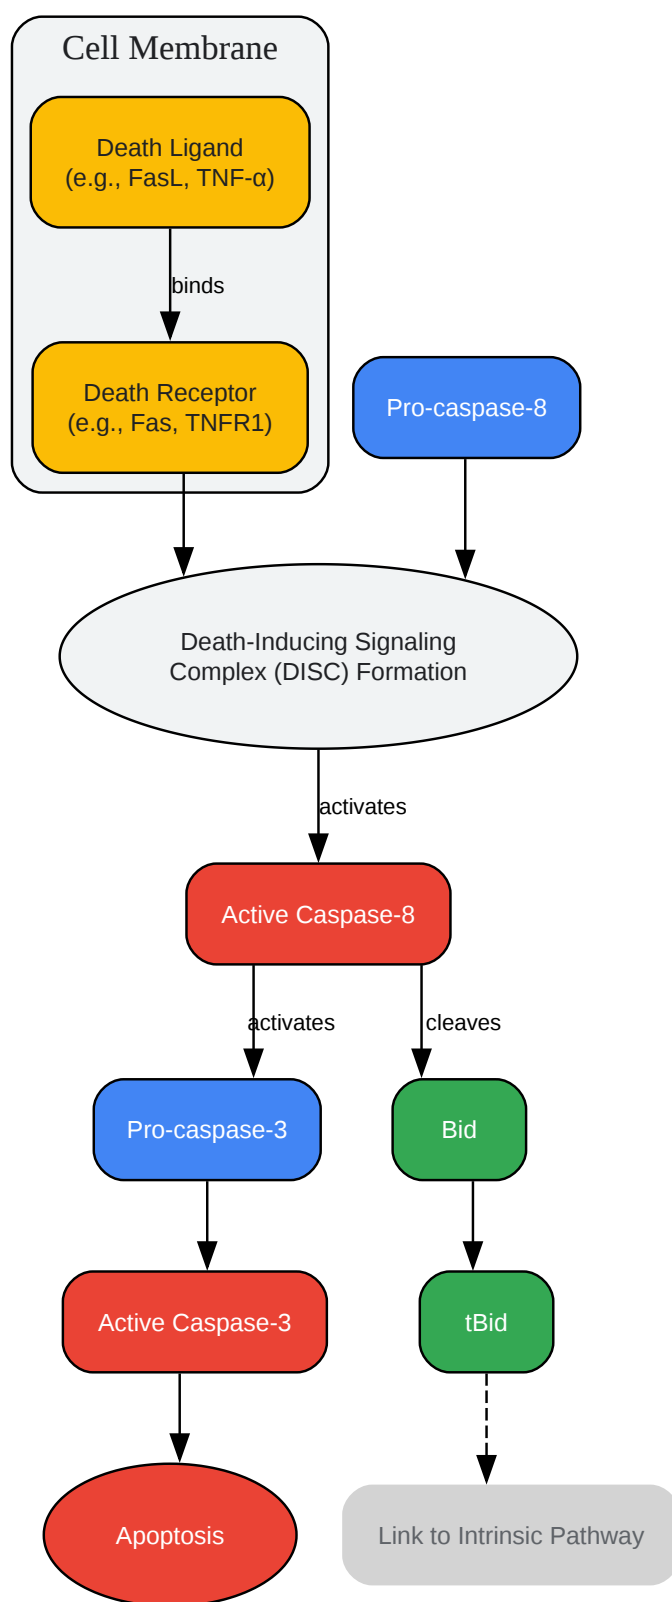 Cell Membrane
Death Ligand
(e.g., FasL, TNF-α)
binds
Death Receptor
(e.g., Fas, TNFR1)
Pro-caspase-8
Death-Inducing Signaling
Complex (DISC) Formation
activates
Active Caspase-8
activates
cleaves
Pro-caspase-3
Bid
Active Caspase-3
tBid
Apoptosis
Link to Intrinsic Pathway